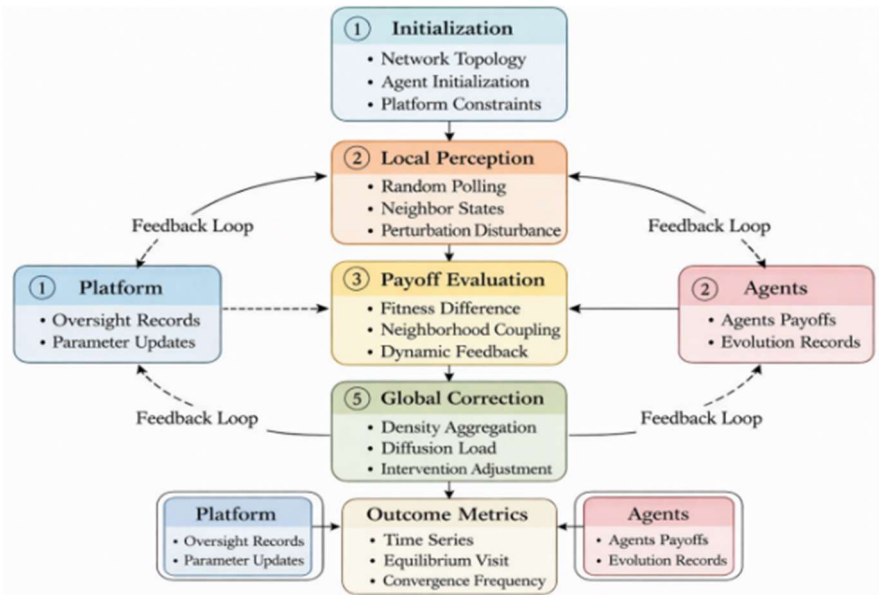 ① Initialization
• Network Topology
• Agent Initialization
• Platform Constraints
② Local Perception
• Random Polling
• Neighbor States
• Perturbation Disturbance
Feedback Loop
Feedback Loop
① Platform
• Oversight Records
• Parameter Updates
③ Payoff Evaluation
• Fitness Difference
• Neighborhood Coupling
• Dynamic Feedback
② Agents
• Agents Payoffs
• Evolution Records
Feedback Loop
Feedback Loop
⑤ Global Correction
• Density Aggregation
• Diffusion Load
• Intervention Adjustment
Platform
• Oversight Records
• Parameter Updates
Outcome Metrics
• Time Series
• Equilibrium Visit
• Convergence Frequency
Agents
• Agents Payoffs
• Evolution Records